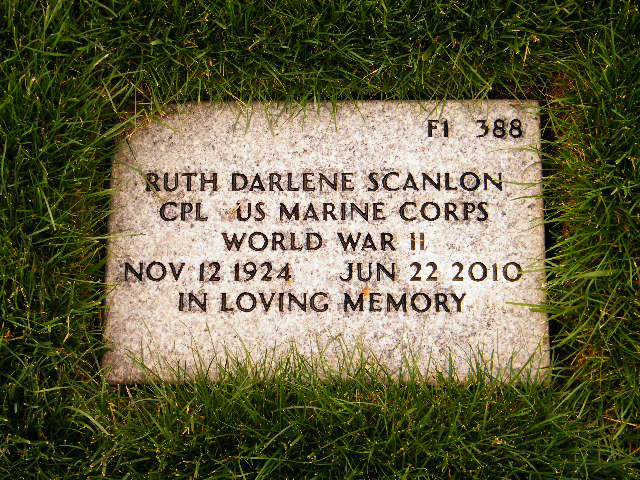 F1 388
RUTH DARLENE SCANLON
CPL US MARINE CORPS
WORLD WAR II
NOV 12 1924 JUN 22 2010
IN LOVING MEMORY